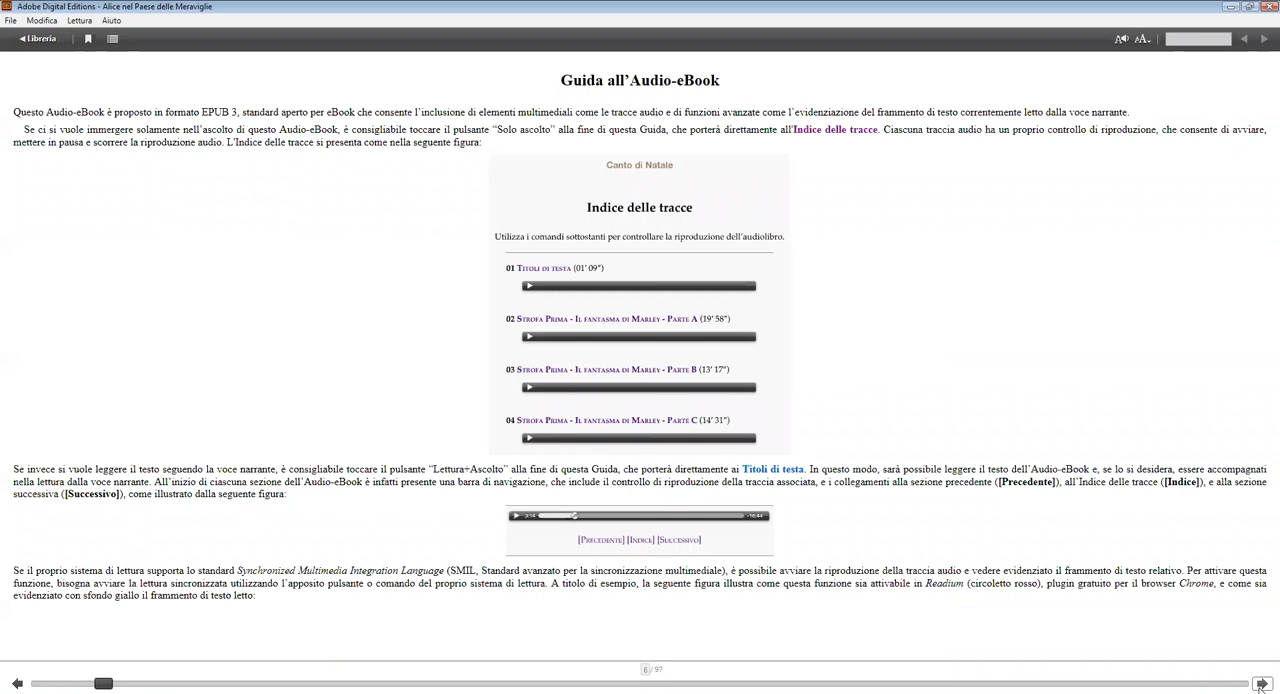 Adobe Digital Editions - Alice nel Paese delle Meraviglie
File Modifica Lettura Aiuto
Libreria
Guida all'Audio-eBook
Questo Audio-eBook è proposto in formato EPUB 3, standard aperto per eBook che consente l'inclusione di elementi multimediali come le tracce audio e di funzioni avanzate come l'evidenziazione del frammento di testo correntemente letto dalla voce narrante.
Se ci si vuole immergere solamente nell'ascolto di questo Audio-eBook, è consigliabile toccare il pulsante "Solo ascolto" alla fine di questa Guida, che porterà direttamente all'Indice delle tracce. Ciascuna traccia audio ha un proprio controllo di riproduzione, che consente di avviare,
mettere in pausa e scorrere la riproduzione audio. L'Indice delle tracce si presenta come nella seguente figura:
Canto di Natale
Indice delle tracce
Utilizza i comandi sottostanti per controllare la riproduzione dell'audiolibro.
01 Titoli di testa (01' 09")
02 Strofa Prima - Il fantasma di Marley - Parte A (19' 58")
03 Strofa Prima - Il fantasma di Marley - Parte B (13' 17")
04 Strofa Prima - Il fantasma di Marley - Parte C (14' 31")
Se invece si vuole leggere il testo seguendo la voce narrante, è consigliabile toccare il pulsante "Lettura+Ascolto" alla fine di questa Guida, che porterà direttamente ai Titoli di testa. In questo modo, sarà possibile leggere il testo dell'Audio-eBook e, se lo si desidera, essere accompagnati
nella lettura dalla voce narrante. All'inizio di ciascuna sezione dell'Audio-eBook è infatti presente una barra di navigazione, che include il controllo di riproduzione della traccia associata, e i collegamenti alla sezione precedente ([Precedente]), all'Indice delle tracce ([Indice]), e alla sezione
successiva ([Successivo]), come illustrato dalla seguente figura:
[Precedente] [Indice] [Successivo]
Se il proprio sistema di lettura supporta lo standard Synchronized Multimedia Integration Language (SMIL, Standard avanzato per la sincronizzazione multimediale), è possibile avviare la riproduzione della traccia audio e vedere evidenziato il frammento di testo relativo. Per attivare questa
funzione, bisogna avviare la lettura sincronizzata utilizzando l'apposito pulsante o comando del proprio sistema di lettura. A titolo di esempio, la seguente figura illustra come questa funzione sia attivabile in Readium (circoletto rosso), plugin gratuito per il browser Chrome, e come sia
evidenziato con sfondo giallo il frammento di testo letto:
6 / 97